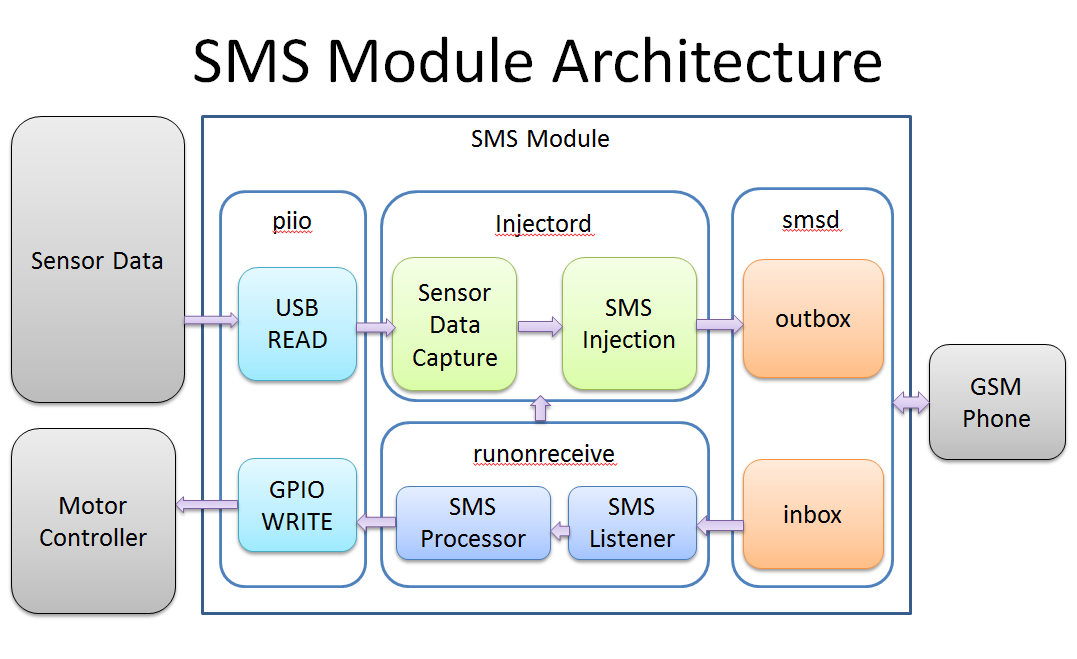 SMS Module Architecture
SMS Module
Sensor Data
piio
USB
READ
Injectord
Sensor
Data
Capture
SMS
Injection
smsd
outbox
GSM
Phone
Motor
Controller
GPIO
WRITE
runonreceive
SMS
Processor
SMS
Listener
inbox